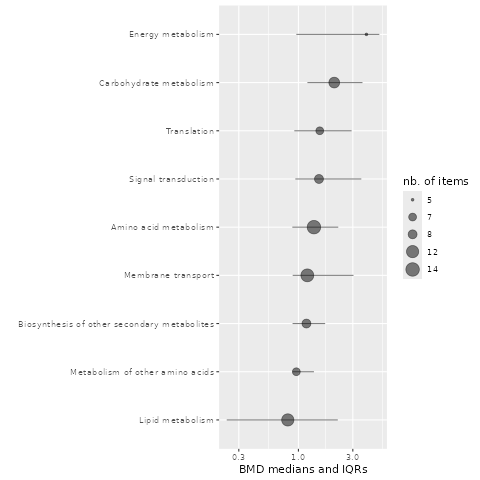 Energy metabolism
Carbohydrate metabolism
Translation
Signal transduction
Amino acid metabolism
Membrane transport
Biosynthesis of other secondary metabolites
Metabolism of other amino acids
Lipid metabolism
0.3 1.0 3.0
BMD medians and IQRs
nb. of items
5
7
8
12
14